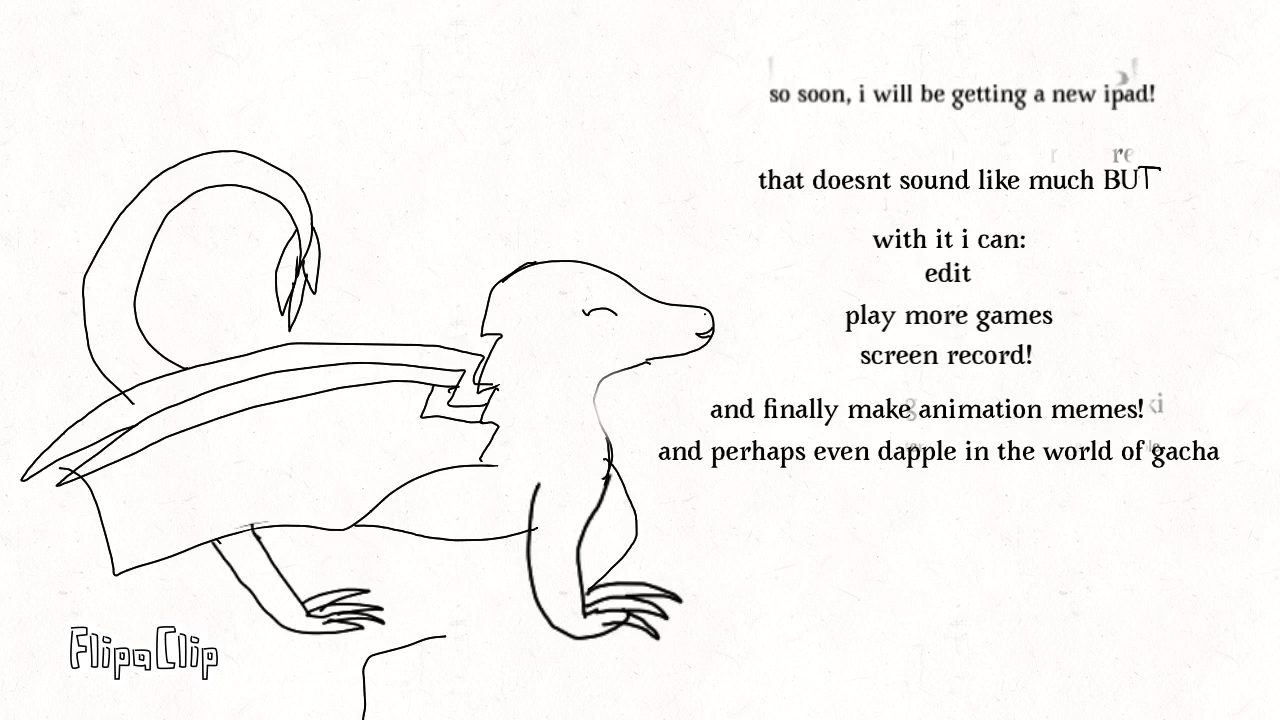 so soon, i will be getting a new ipad!
that doesnt sound like much BUT
with it i can:
edit
play more games
screen record!
and finally make animation memes!
and perhaps even dapple in the world of gacha
FlipaClip